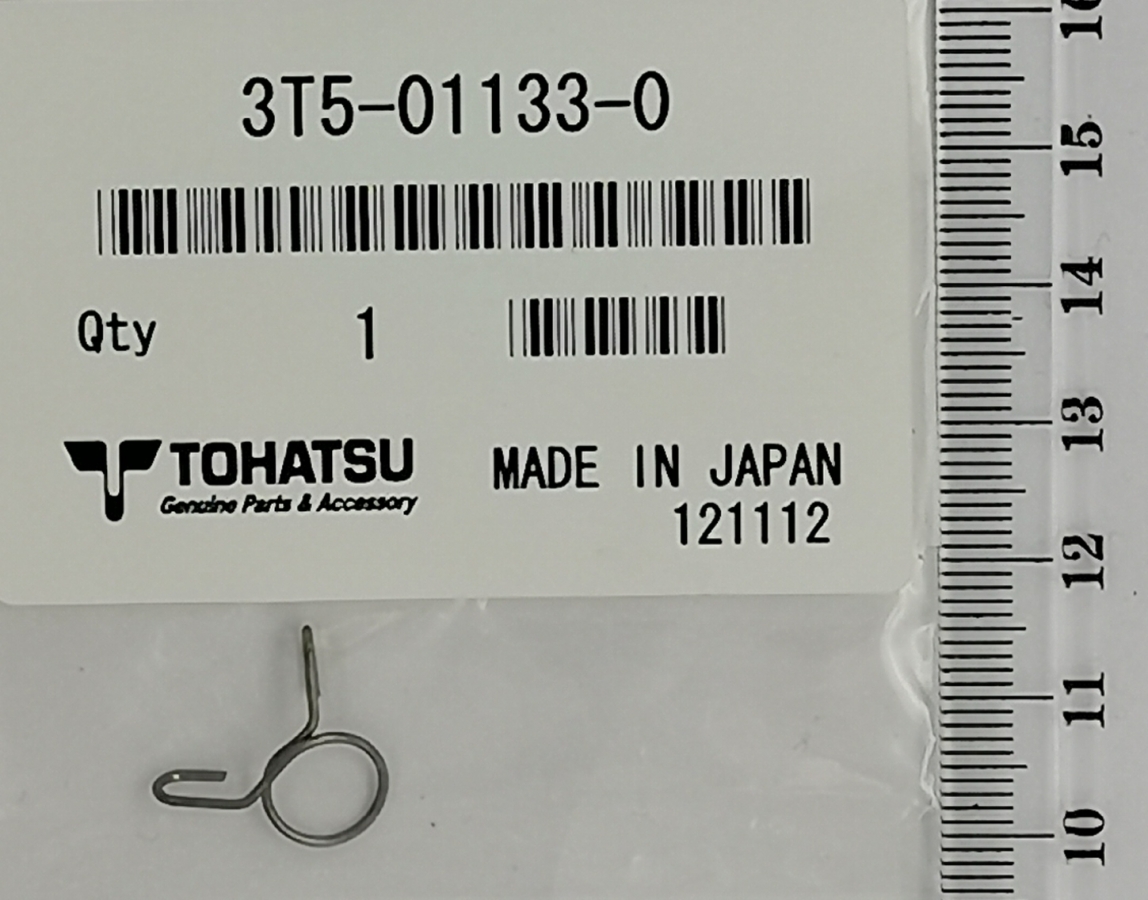 3T5-01133-0
Qty 1
TOHATSU
Genuine Parts & Accessory
MADE IN JAPAN
121112
16
15
14
13
12
11
10